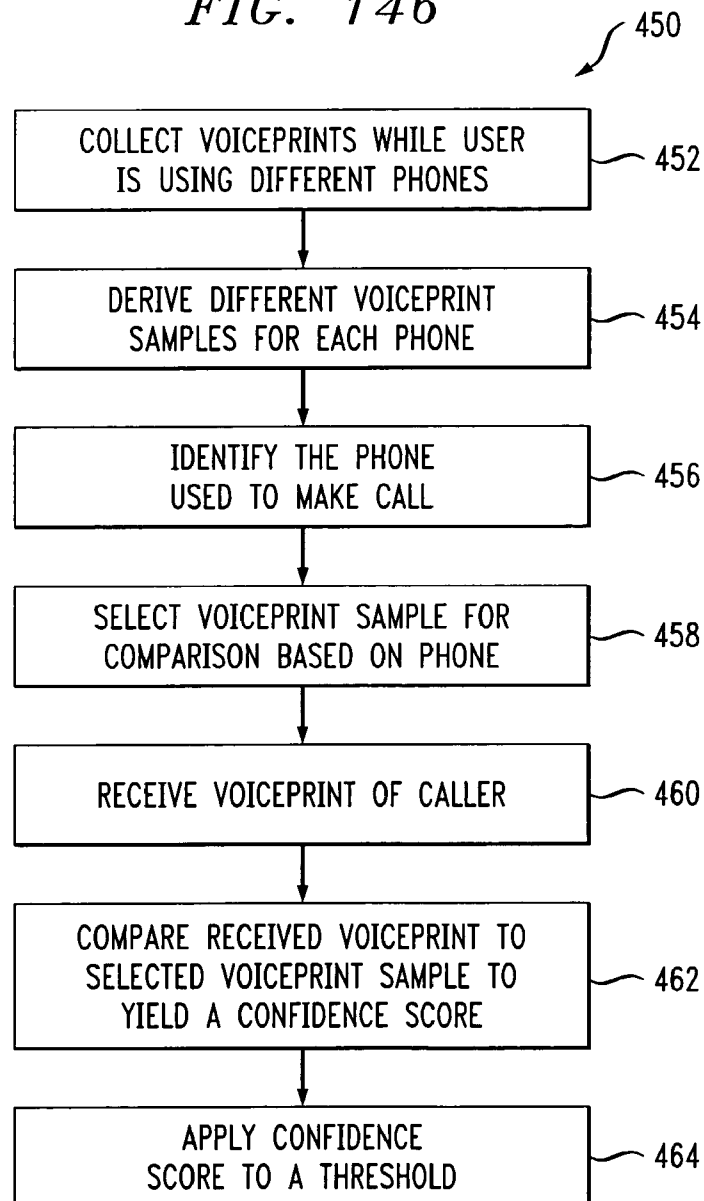 FIG. 14b
450
COLLECT VOICEPRINTS WHILE USER
IS USING DIFFERENT PHONES
452
DERIVE DIFFERENT VOICEPRINT
SAMPLES FOR EACH PHONE
454
IDENTIFY THE PHONE
USED TO MAKE CALL
456
SELECT VOICEPRINT SAMPLE FOR
COMPARISON BASED ON PHONE
458
RECEIVE VOICEPRINT OF CALLER
460
COMPARE RECEIVED VOICEPRINT TO
SELECTED VOICEPRINT SAMPLE TO
YIELD A CONFIDENCE SCORE
462
APPLY CONFIDENCE
SCORE TO A THRESHOLD
464